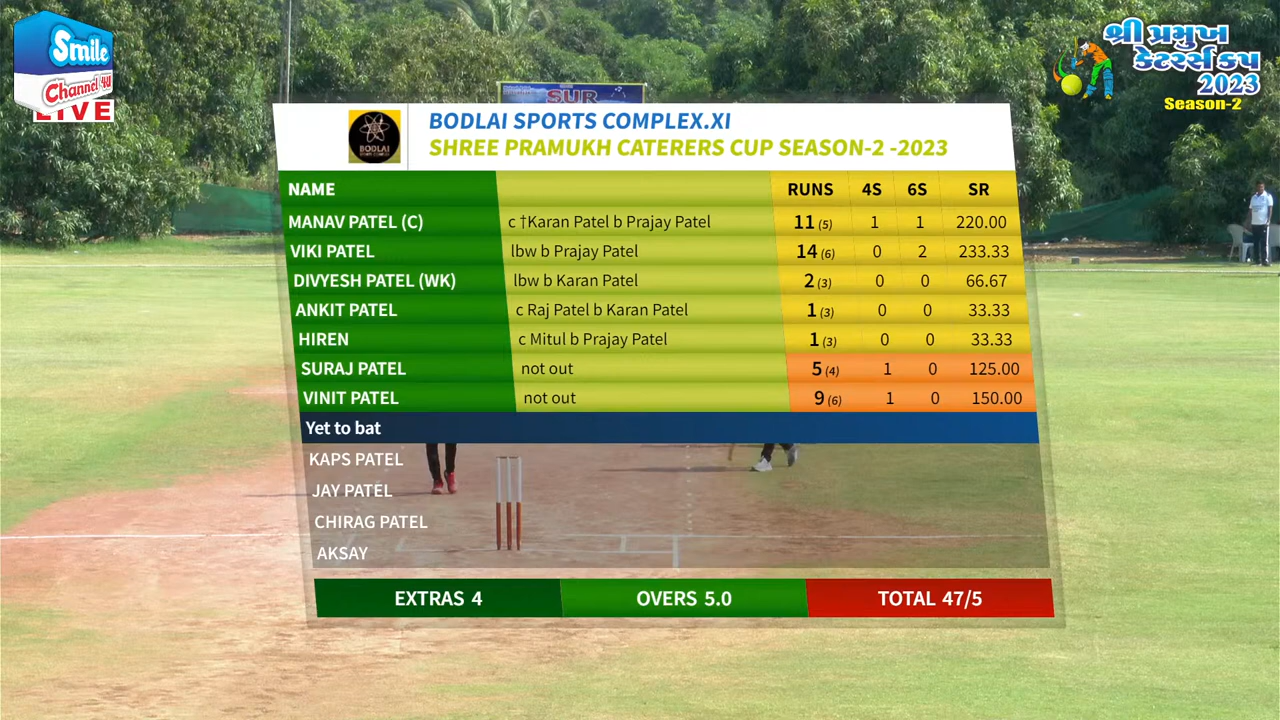 Smile
Channel 4U
LIVE
શ્રી પ્રમુખ
કેટરર્સ કપ
2023
Season-2
SUR
BODLAI
BODLAI SPORTS COMPLEX.XI
SHREE PRAMUKH CATERERS CUP SEASON-2 -2023
NAME RUNS 4S 6S SR
MANAV PATEL (C) c †Karan Patel b Prajay Patel 11 (5) 1 1 220.00
VIKI PATEL lbw b Prajay Patel 14 (6) 0 2 233.33
DIVYESH PATEL (WK) lbw b Karan Patel 2 (3) 0 0 66.67
ANKIT PATEL c Raj Patel b Karan Patel 1 (3) 0 0 33.33
HIREN c Mitul b Prajay Patel 1 (3) 0 0 33.33
SURAJ PATEL not out 5 (4) 1 0 125.00
VINIT PATEL not out 9 (6) 1 0 150.00
Yet to bat
KAPS PATEL
JAY PATEL
CHIRAG PATEL
AKSAY
EXTRAS 4 OVERS 5.0 TOTAL 47/5